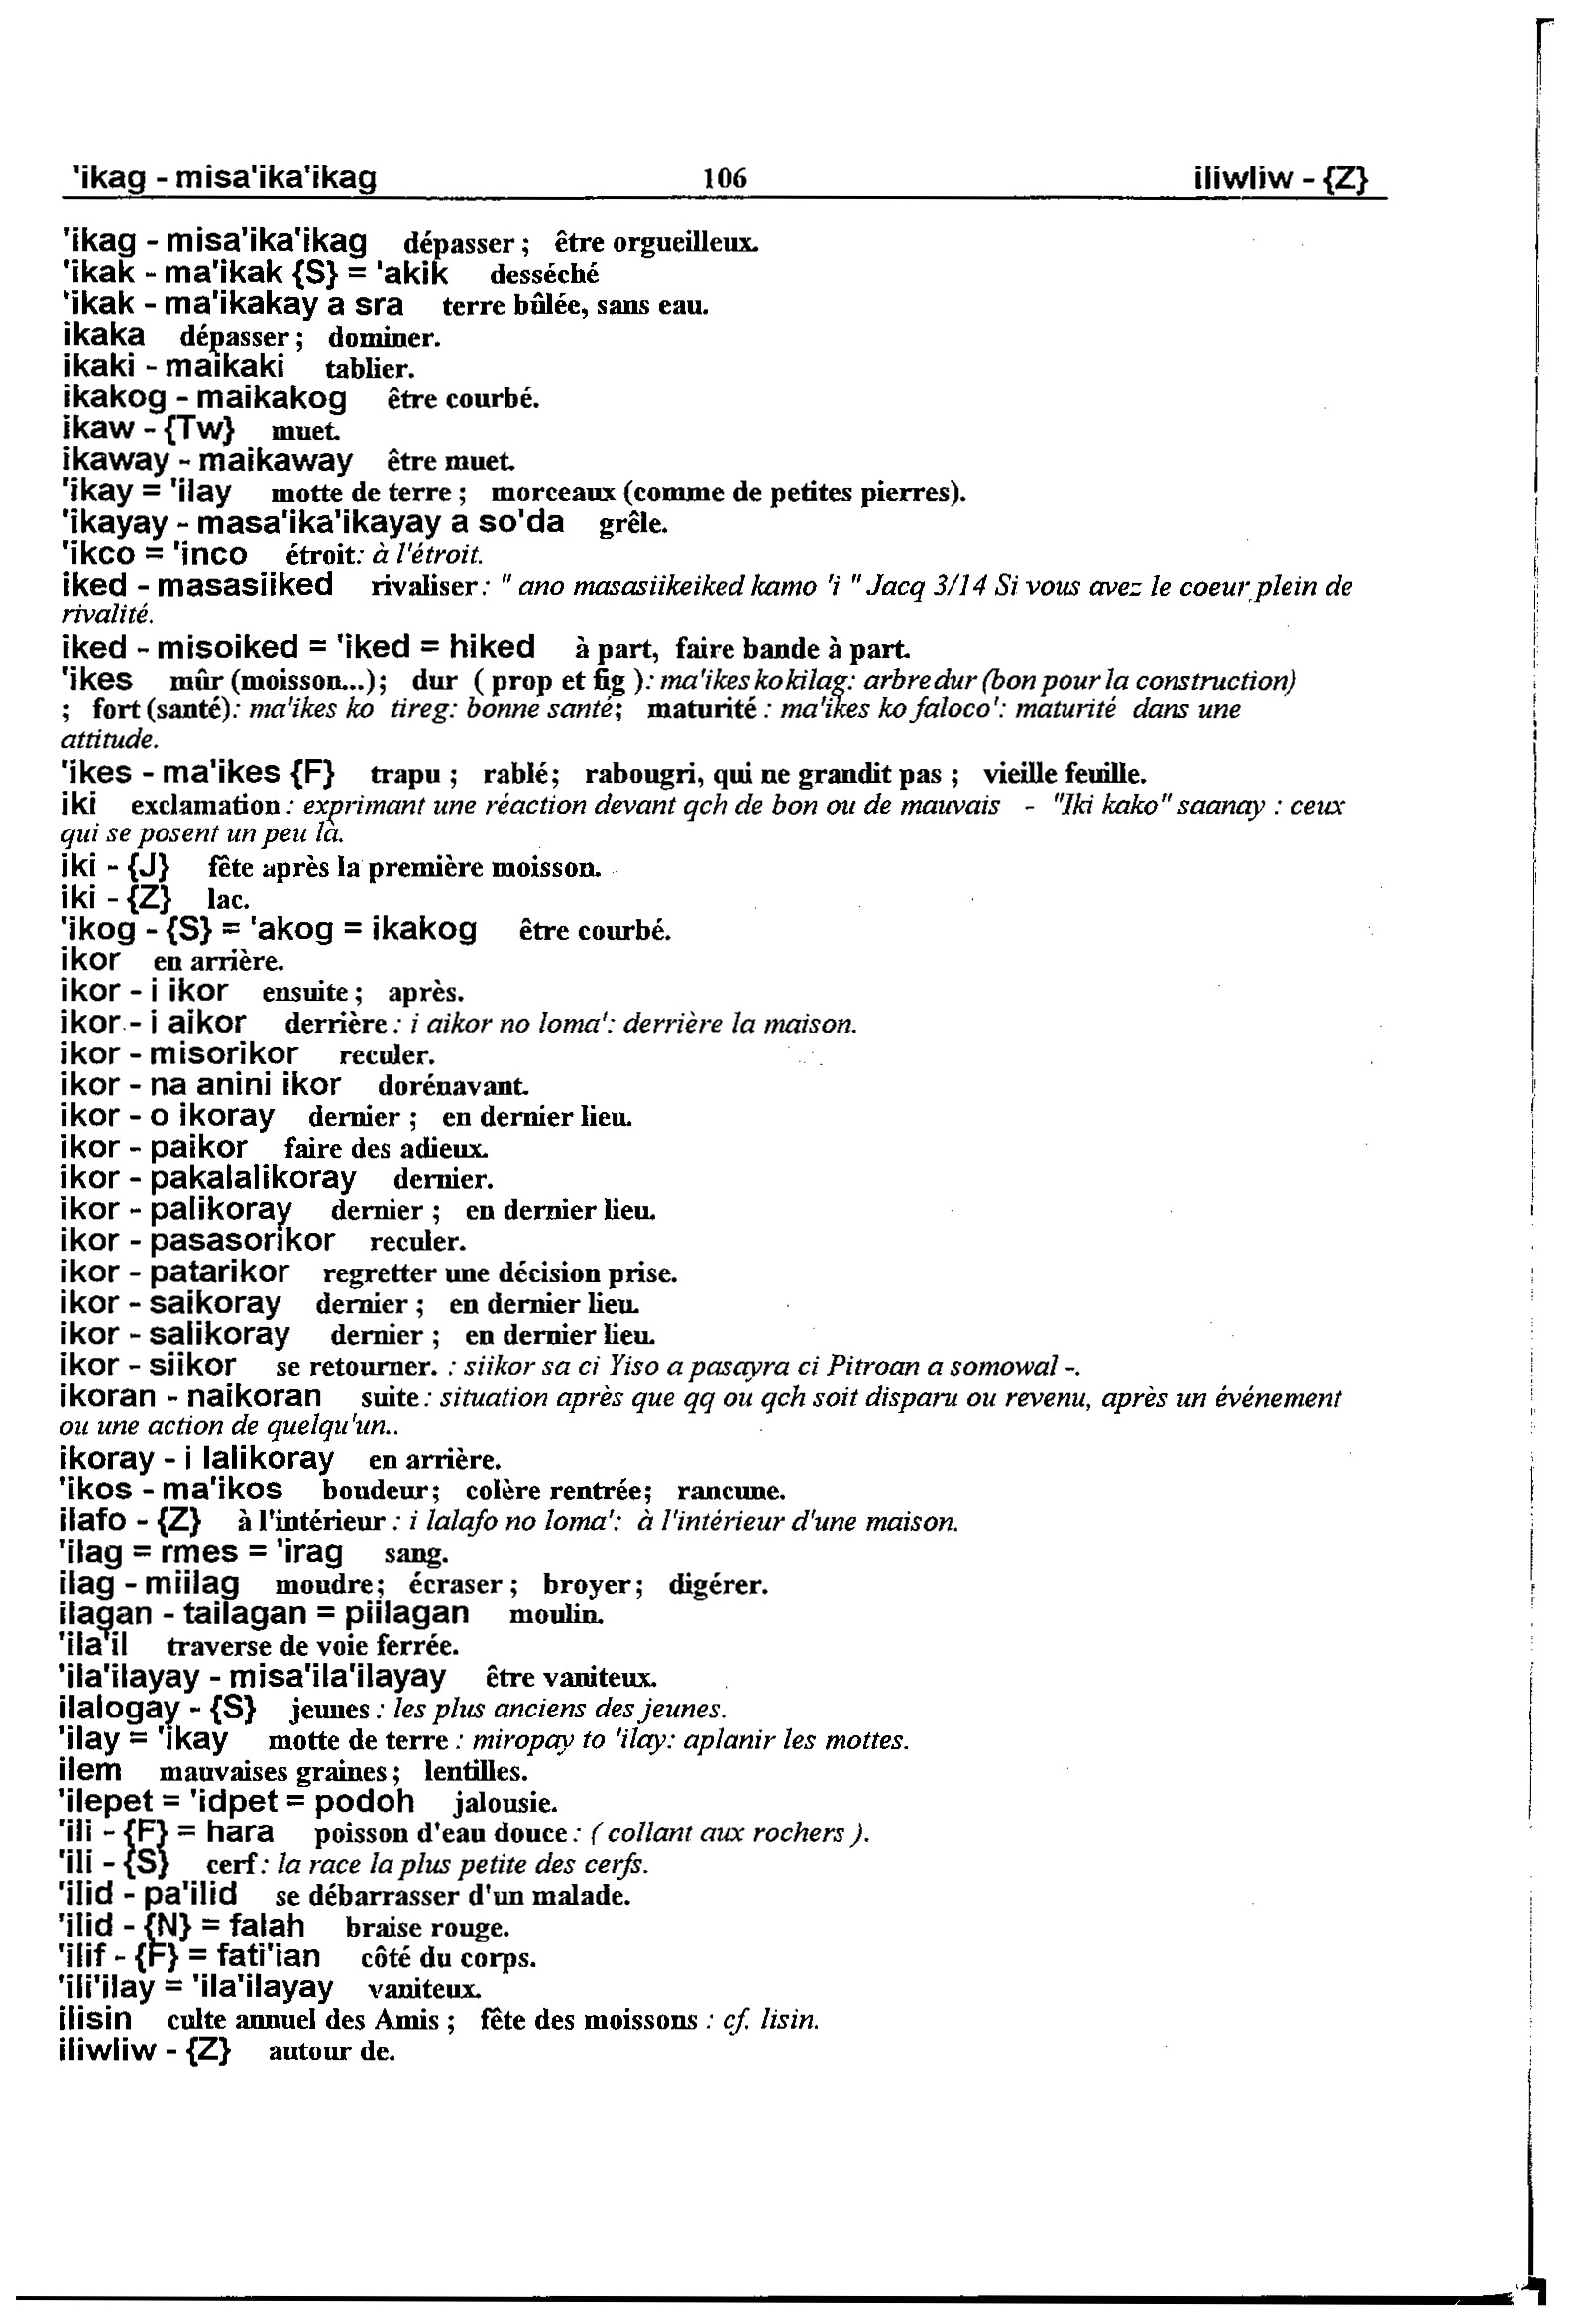 'ikag - misa'ika'ikag 106 iliwliw - {Z}
'ikag - misa'ika'ikag dépasser ; être orgueilleux.
'ikak - ma'ikak {S} = 'akik desséché
'ikak - ma'ikakay a sra terre bûlée, sans eau.
ikaka dépasser ; dominer.
ikaki - maikaki tablier.
ikakog - maikakog être courbé.
ikaw - {Tw} muet.
ikaway - maikaway être muet.
'ikay = 'ilay motte de terre ; morceaux (comme de petites pierres).
'ikayay - masa'ika'ikayay a so'da grêle.
'ikco = 'inco étroit: à l'étroit.
iked - masasiiked rivaliser : " ano masasiikeiked kamo 'i " Jacq 3/14 Si vous avez le coeur plein de
rivalité.
iked - misoiked = 'iked = hiked à part, faire bande à part.
'ikes mûr (moisson...); dur ( prop et fig ): ma'ikes ko kilag: arbre dur (bon pour la construction)
; fort (santé): ma'ikes ko tireg: bonne santé; maturité : ma'ikes ko faloco': maturité dans une
attitude.
'ikes - ma'ikes {F} trapu ; rablé; rabougri, qui ne grandit pas ; vieille feuille.
iki exclamation : exprimant une réaction devant qch de bon ou de mauvais - "Iki kako" saanay : ceux
qui se posent un peu là.
iki - {J} fête après la première moisson.
iki - {Z} lac.
'ikog - {S} = 'akog = ikakog être courbé.
ikor en arrière.
ikor - i ikor ensuite ; après.
ikor - i aikor derrière : i aikor no loma': derrière la maison.
ikor - misorikor reculer.
ikor - na anini ikor dorénavant.
ikor - o ikoray dernier ; en dernier lieu.
ikor - paikor faire des adieux.
ikor - pakalalikoray dernier.
ikor - palikoray dernier ; en dernier lieu.
ikor - pasasorikor reculer.
ikor - patarikor regretter une décision prise.
ikor - saikoray dernier ; en dernier lieu.
ikor - salikoray dernier ; en dernier lieu.
ikor - siikor se retourner. : siikor sa ci Yiso a pasayra ci Pitroan a somowal -.
ikoran - naikoran suite : situation après que qq ou qch soit disparu ou revenu, après un événement
ou une action de quelqu'un..
ikoray - i lalikoray en arrière.
'ikos - ma'ikos boudeur; colère rentrée; rancune.
ilafo - {Z} à l'intérieur : i lalafo no loma': à l'intérieur d'une maison.
'ilag = rmes = 'irag sang.
ilag - miilag moudre; écraser ; broyer; digérer.
ilagan - tailagan = piilagan moulin.
'ila'il traverse de voie ferrée.
'ila'ilayay - misa'ila'ilayay être vaniteux.
ilalogay - {S} jeunes : les plus anciens des jeunes.
'ilay = 'ikay motte de terre : miropay to 'ilay: aplanir les mottes.
ilem mauvaises graines ; lentilles.
'ilepet = 'idpet = podoh jalousie.
'ili - {F} = hara poisson d'eau douce : ( collant aux rochers ).
'ili - {S} cerf : la race la plus petite des cerfs.
'ilid - pa'ilid se débarrasser d'un malade.
'ilid - {N} = falah braise rouge.
'ilif - {F} = fati'ian côté du corps.
'ili'ilay = 'ila'ilayay vaniteux.
ilisin culte annuel des Amis ; fête des moissons : cf. lisin.
iliwliw - {Z} autour de.